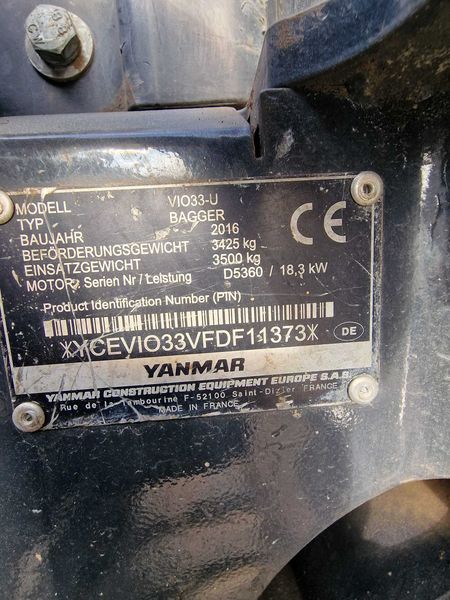 MODELL VIO33-U
TYP BAGGER
BAUJAHR 2016
BEFÖRDERUNGSGEWICHT 3425 kg
EINSATZGEWICHT 3500 kg
MOTOR: Serien Nr / Leistung D5360 / 18,3 kW
CE
Product Identification Number (PIN)
*YCEVIO33VFDF11373*
DE
YANMAR
YANMAR CONSTRUCTION EQUIPMENT EUROPE S.A.S.
Rue de la Tambourine F-52100 Saint-Dizier FRANCE
MADE IN FRANCE